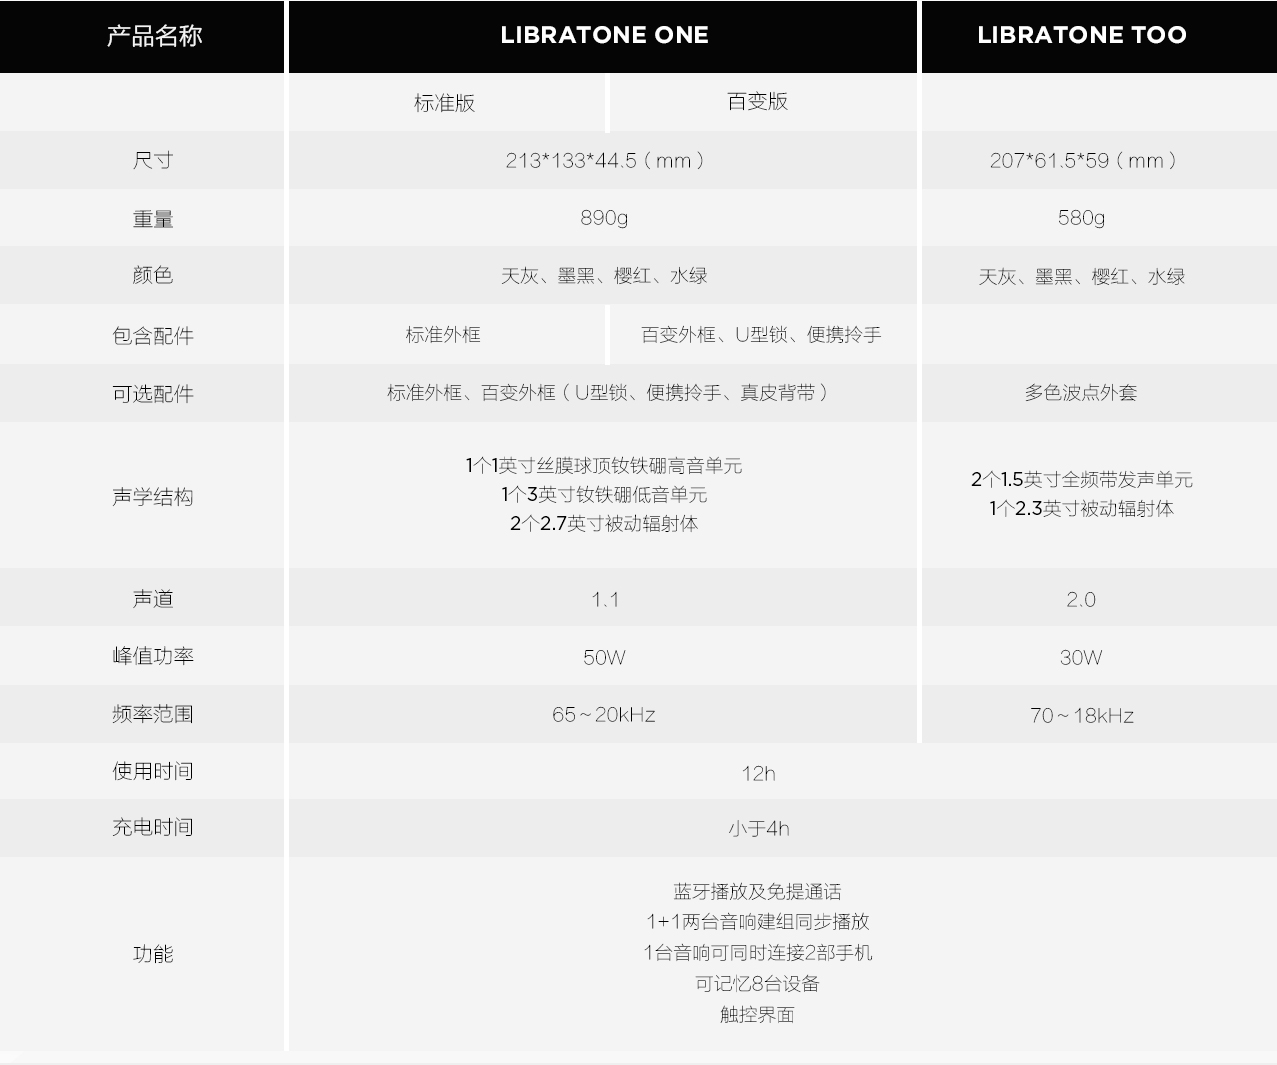 产品名称
LIBRATONE ONE
LIBRATONE TOO
标准版
百变版
尺寸
213*133*44.5（mm）
207*61.5*59（mm）
重量
890g
580g
颜色
天灰、墨黑、樱红、水绿
天灰、墨黑、樱红、水绿
包含配件
标准外框
百变外框、U型锁、便携拎手
可选配件
标准外框、百变外框（U型锁、便携拎手、真皮背带）
多色波点外套
声学结构
1个1英寸丝膜球顶钕铁硼高音单元
1个3英寸钕铁硼低音单元
2个2.7英寸被动辐射体
2个1.5英寸全频带发声单元
1个2.3英寸被动辐射体
声道
1.1
2.0
峰值功率
50W
30W
频率范围
65~20kHz
70~18kHz
使用时间
12h
充电时间
小于4h
功能
蓝牙播放及免提通话
1+1两台音响建组同步播放
1台音响可同时连接2部手机
可记忆8台设备
触控界面